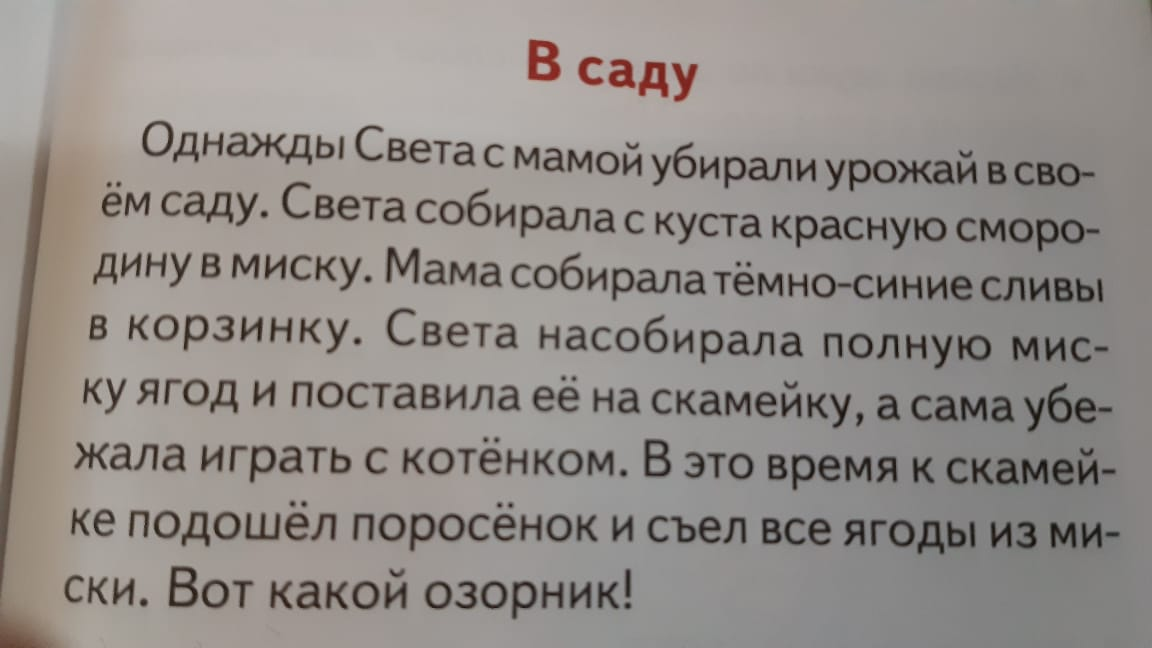 В саду
Однажды Света с мамой убирали урожай в сво-
ём саду. Света собирала с куста красную сморо-
дину в миску. Мама собирала тёмно-синие сливы
в корзинку. Света насобирала полную мис-
ку ягод и поставила её на скамейку, а сама убе-
жала играть с котёнком. В это время к скамей-
ке подошёл поросёнок и съел все ягоды из ми-
ски. Вот какой озорник!